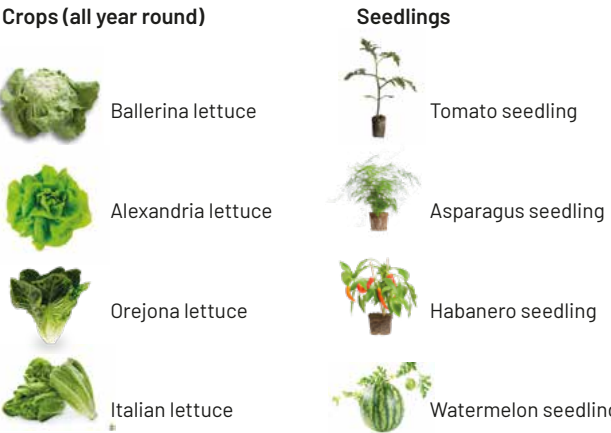 Crops (all year round)
Seedlings
Ballerina lettuce
Tomato seedling
Alexandria lettuce
Asparagus seedling
Orejona lettuce
Habanero seedling
Italian lettuce
Watermelon seedling